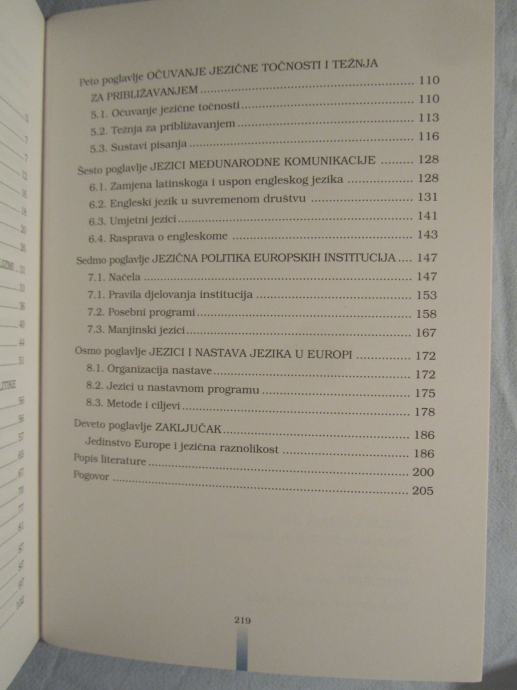 Peto poglavlje OČUVANJE JEZIČNE TOČNOSTI I TEŽNJA
ZA PRIBLIŽAVANJEM ........ 110
5.1. Očuvanje jezične točnosti ........ 110
5.2. Težnja za približavanjem ........ 113
5.3. Sustavi pisanja ........ 116
Šesto poglavlje JEZICI MEĐUNARODNE KOMUNIKACIJE ........ 128
6.1. Zamjena latinskoga i uspon engleskog jezika ........ 128
6.2. Engleski jezik u suvremenom društvu ........ 131
6.3. Umjetni jezici ........ 141
6.4. Rasprava o engleskome ........ 143
Sedmo poglavlje JEZIČNA POLITIKA EUROPSKIH INSTITUCIJA ..... 147
7.1. Načela ........ 147
7.1. Pravila djelovanja institucija ........ 153
7.2. Posebni programi ........ 158
7.3. Manjinski jezici ........ 167
Osmo poglavlje JEZICI I NASTAVA JEZIKA U EUROPI ........ 172
8.1. Organizacija nastave ........ 172
8.2. Jezici u nastavnom programu ........ 175
8.3. Metode i ciljevi ........ 178
Deveto poglavlje ZAKLJUČAK ........ 186
Jedinstvo Europe i jezična raznolikost ........ 186
Popis literature ........ 200
Pogovor ........ 205
219